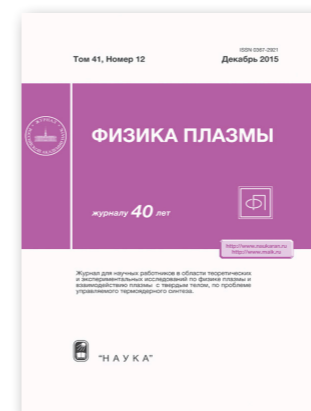 ISSN 0367-2921
Том 41, Номер 12
Декабрь 2015
ФИЗИКА ПЛАЗМЫ
журналу 40 лет
ФП
http://www.naukaran.ru
http://www.maik.ru
Журнал для научных работников в области теоретических
и экспериментальных исследований по физике плазмы и
взаимодействию плазмы с твердым телом, по проблеме
управляемого термоядерного синтеза.
"НАУКА"